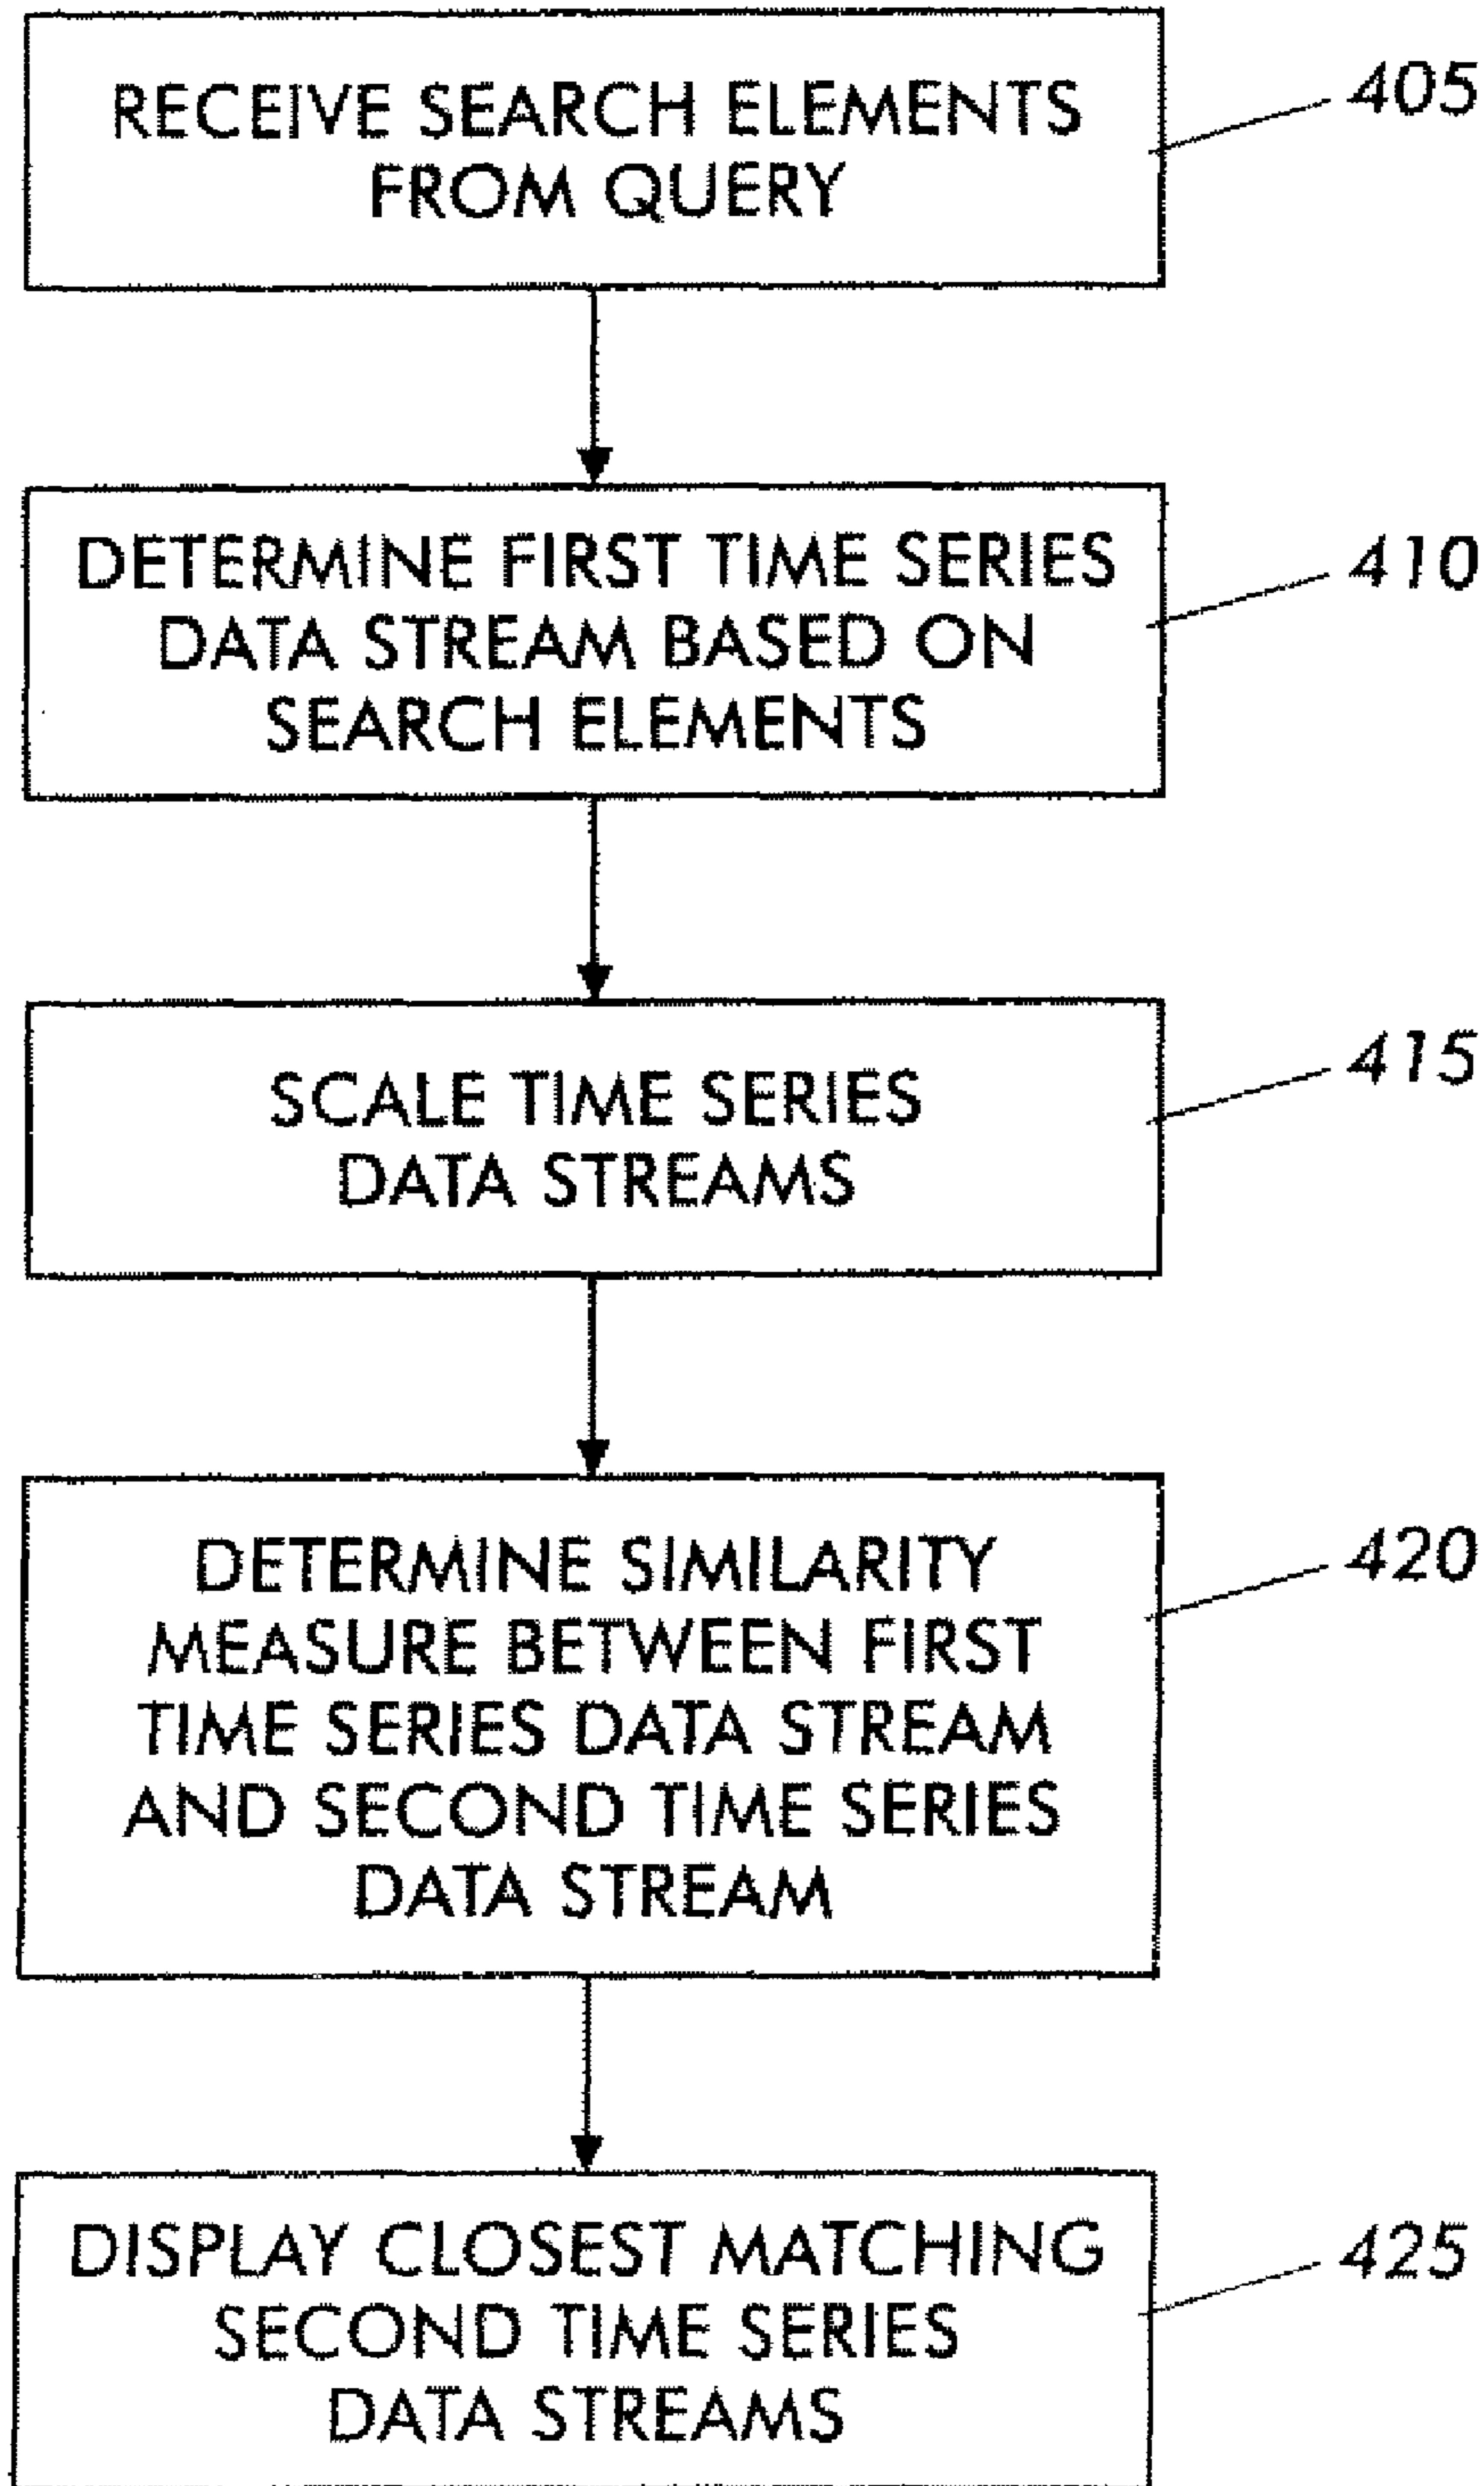 RECEIVE SEARCH ELEMENTS
FROM QUERY
405
DETERMINE FIRST TIME SERIES
DATA STREAM BASED ON
SEARCH ELEMENTS
410
SCALE TIME SERIES
DATA STREAMS
415
DETERMINE SIMILARITY
MEASURE BETWEEN FIRST
TIME SERIES DATA STREAM
AND SECOND TIME SERIES
DATA STREAM
420
DISPLAY CLOSEST MATCHING
SECOND TIME SERIES
DATA STREAMS
425